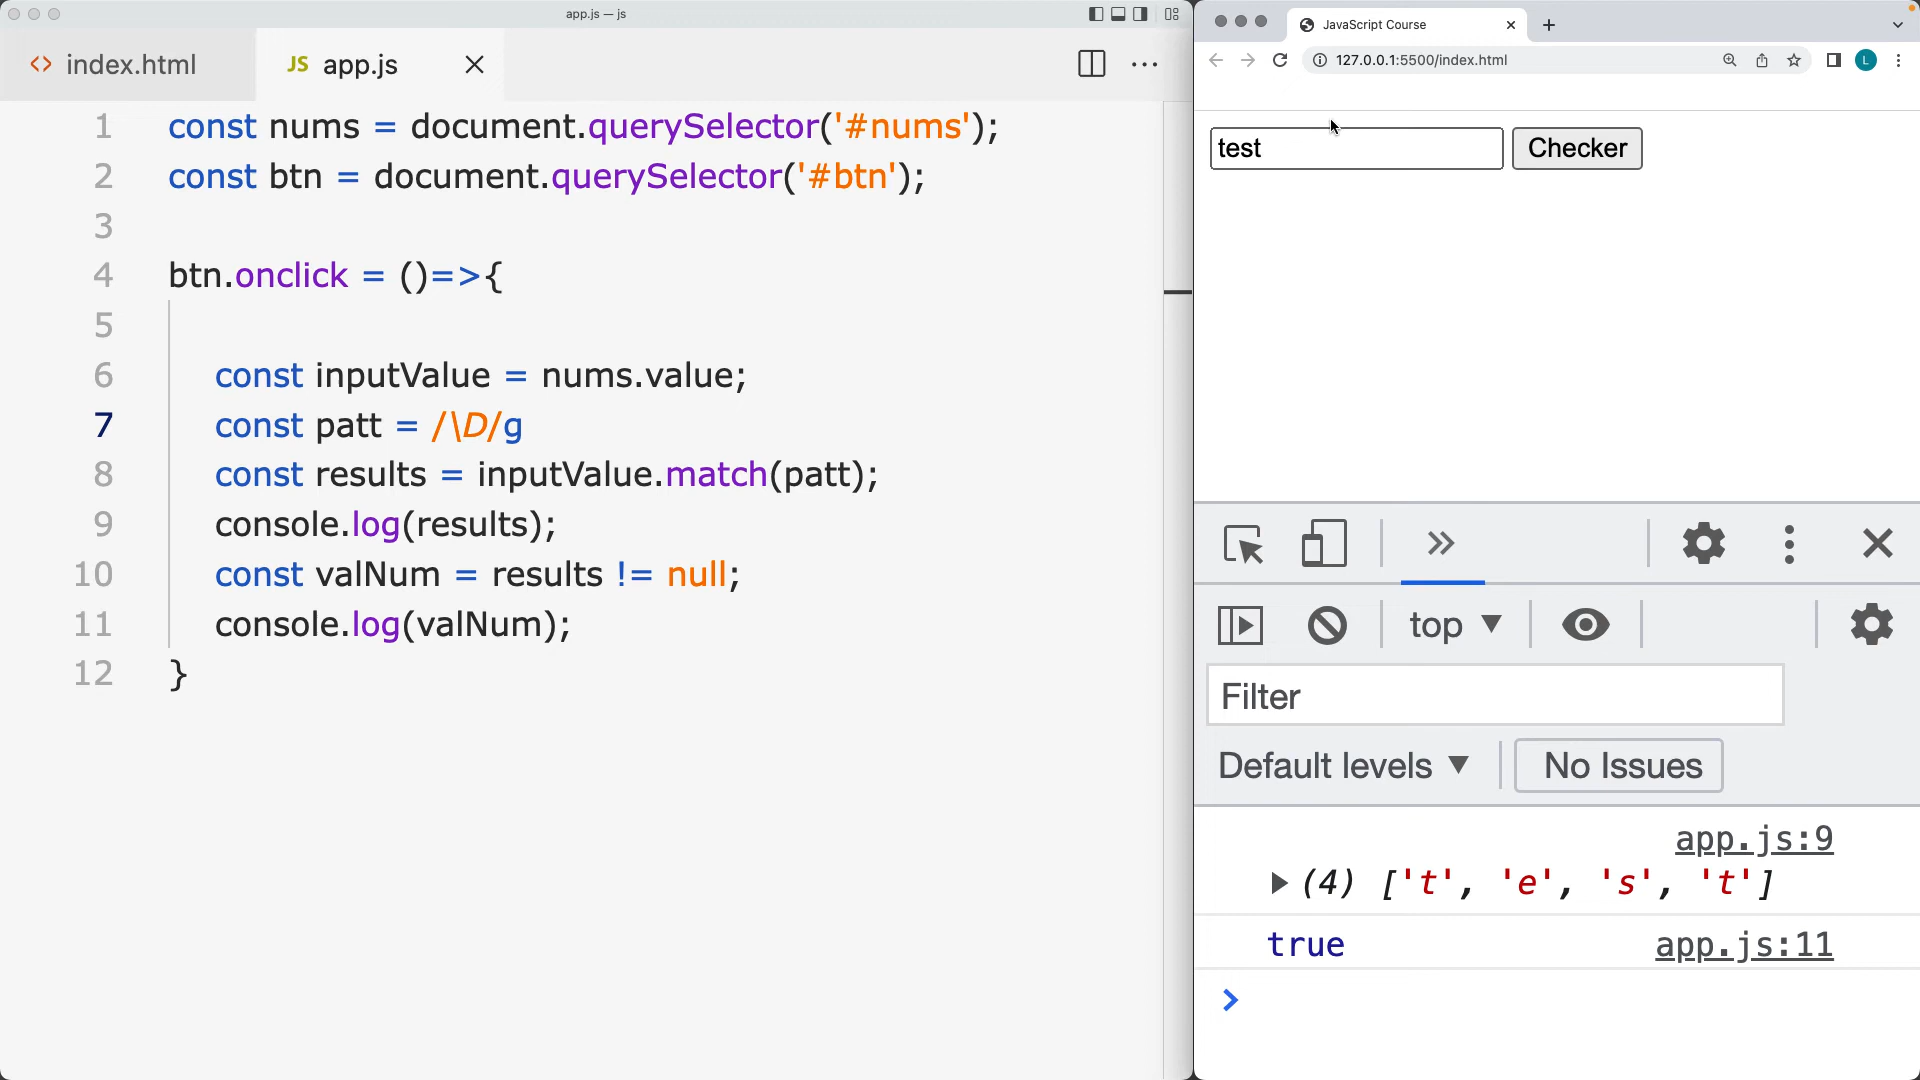 app.js — js
<> index.html
JS app.js
1 const nums = document.querySelector('#nums');
2 const btn = document.querySelector('#btn');
3
4 btn.onclick = ()=>{
5
6 const inputValue = nums.value;
7 const patt = /\D/g
8 const results = inputValue.match(patt);
9 console.log(results);
10 const valNum = results != null;
11 console.log(valNum);
12 }
JavaScript Course
127.0.0.1:5500/index.html
L
test
Checker
top
Filter
Default levels
No Issues
app.js:9
(4) ['t', 'e', 's', 't']
true app.js:11